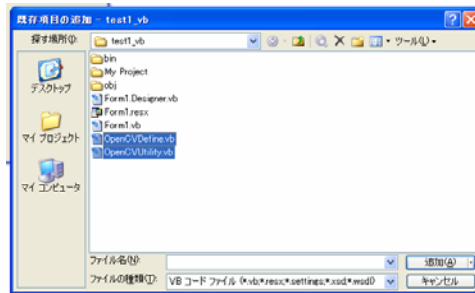 既存項目の追加 - test1_vb
探す場所(I):
test1_vb
ツール(L)
デスクトップ
マイ プロジェクト
マイ コンピュータ
bin
My Project
obj
Form1.Designer.vb
Form1.resx
Form1.vb
OpenCVDefine.vb
OpenCVUtility.vb
ファイル名(N):
追加(A)
ファイルの種類(T):
VB コード ファイル (*.vb;*.resx;*.settings;*.xsd;*.wsdl)
キャンセル